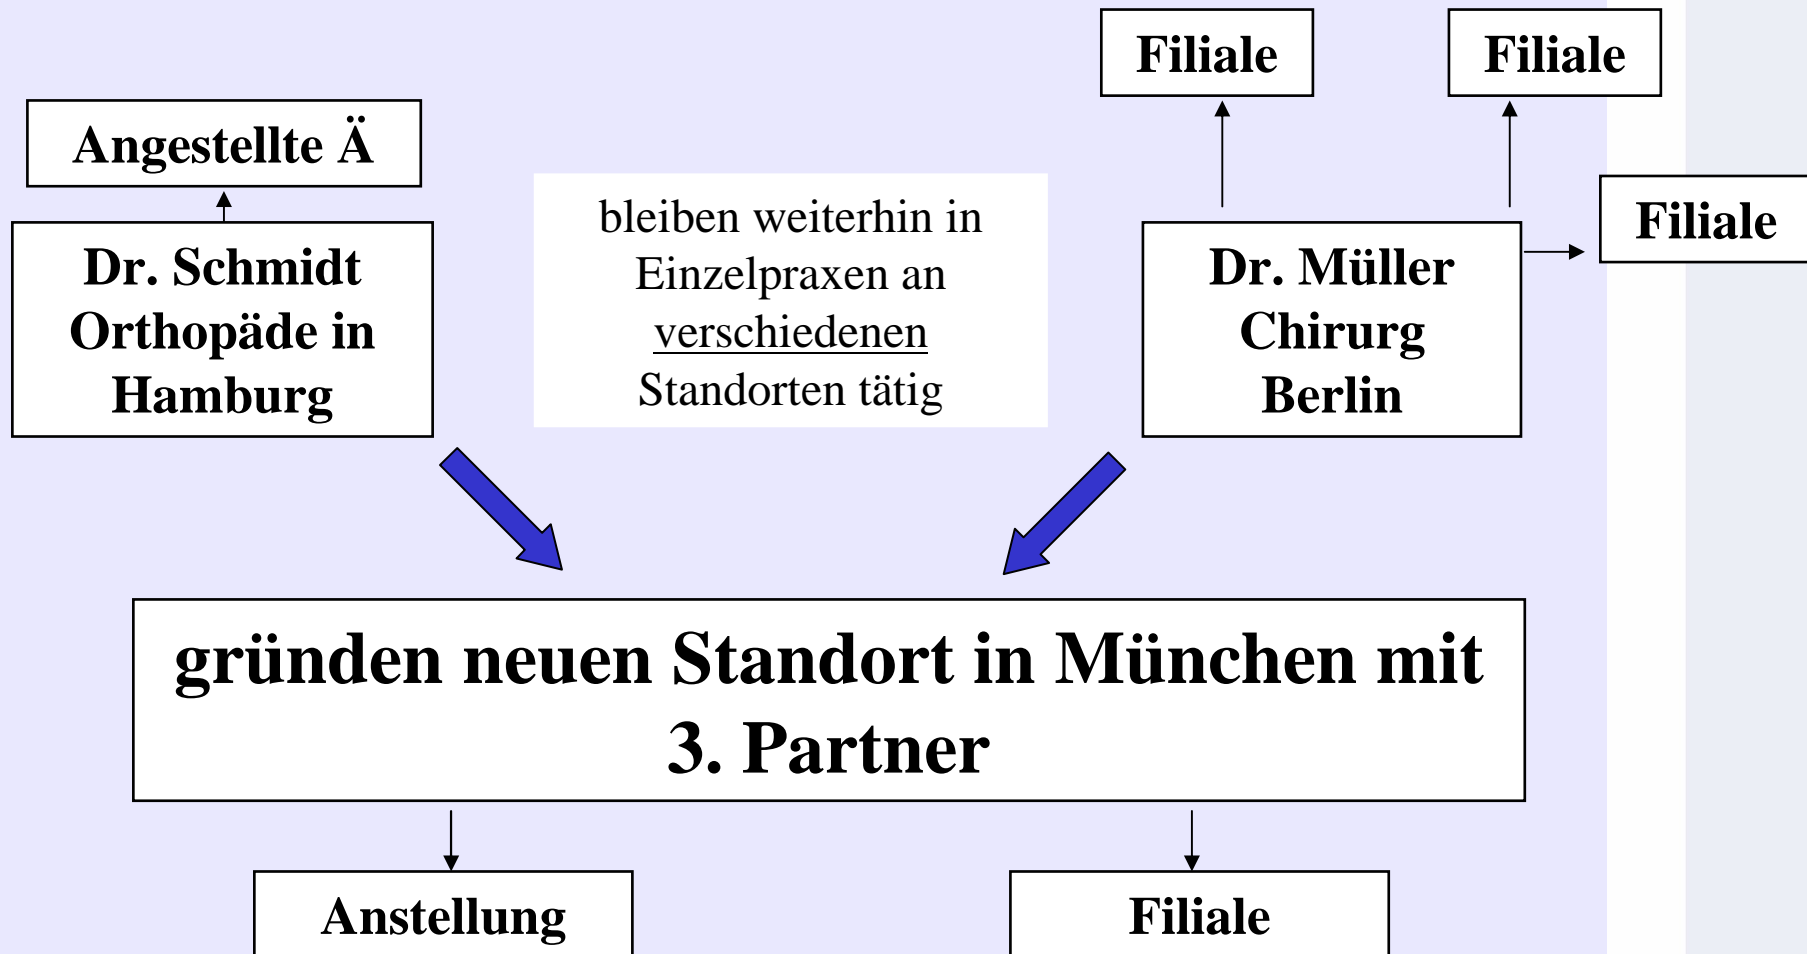 Filiale
Filiale
Angestellte Ä
Filiale
Dr. Schmidt
Orthopäde in
Hamburg
bleiben weiterhin in
Einzelpraxen an
verschiedenen
Standorten tätig
Dr. Müller
Chirurg
Berlin
gründen neuen Standort in München mit
3. Partner
Anstellung
Filiale